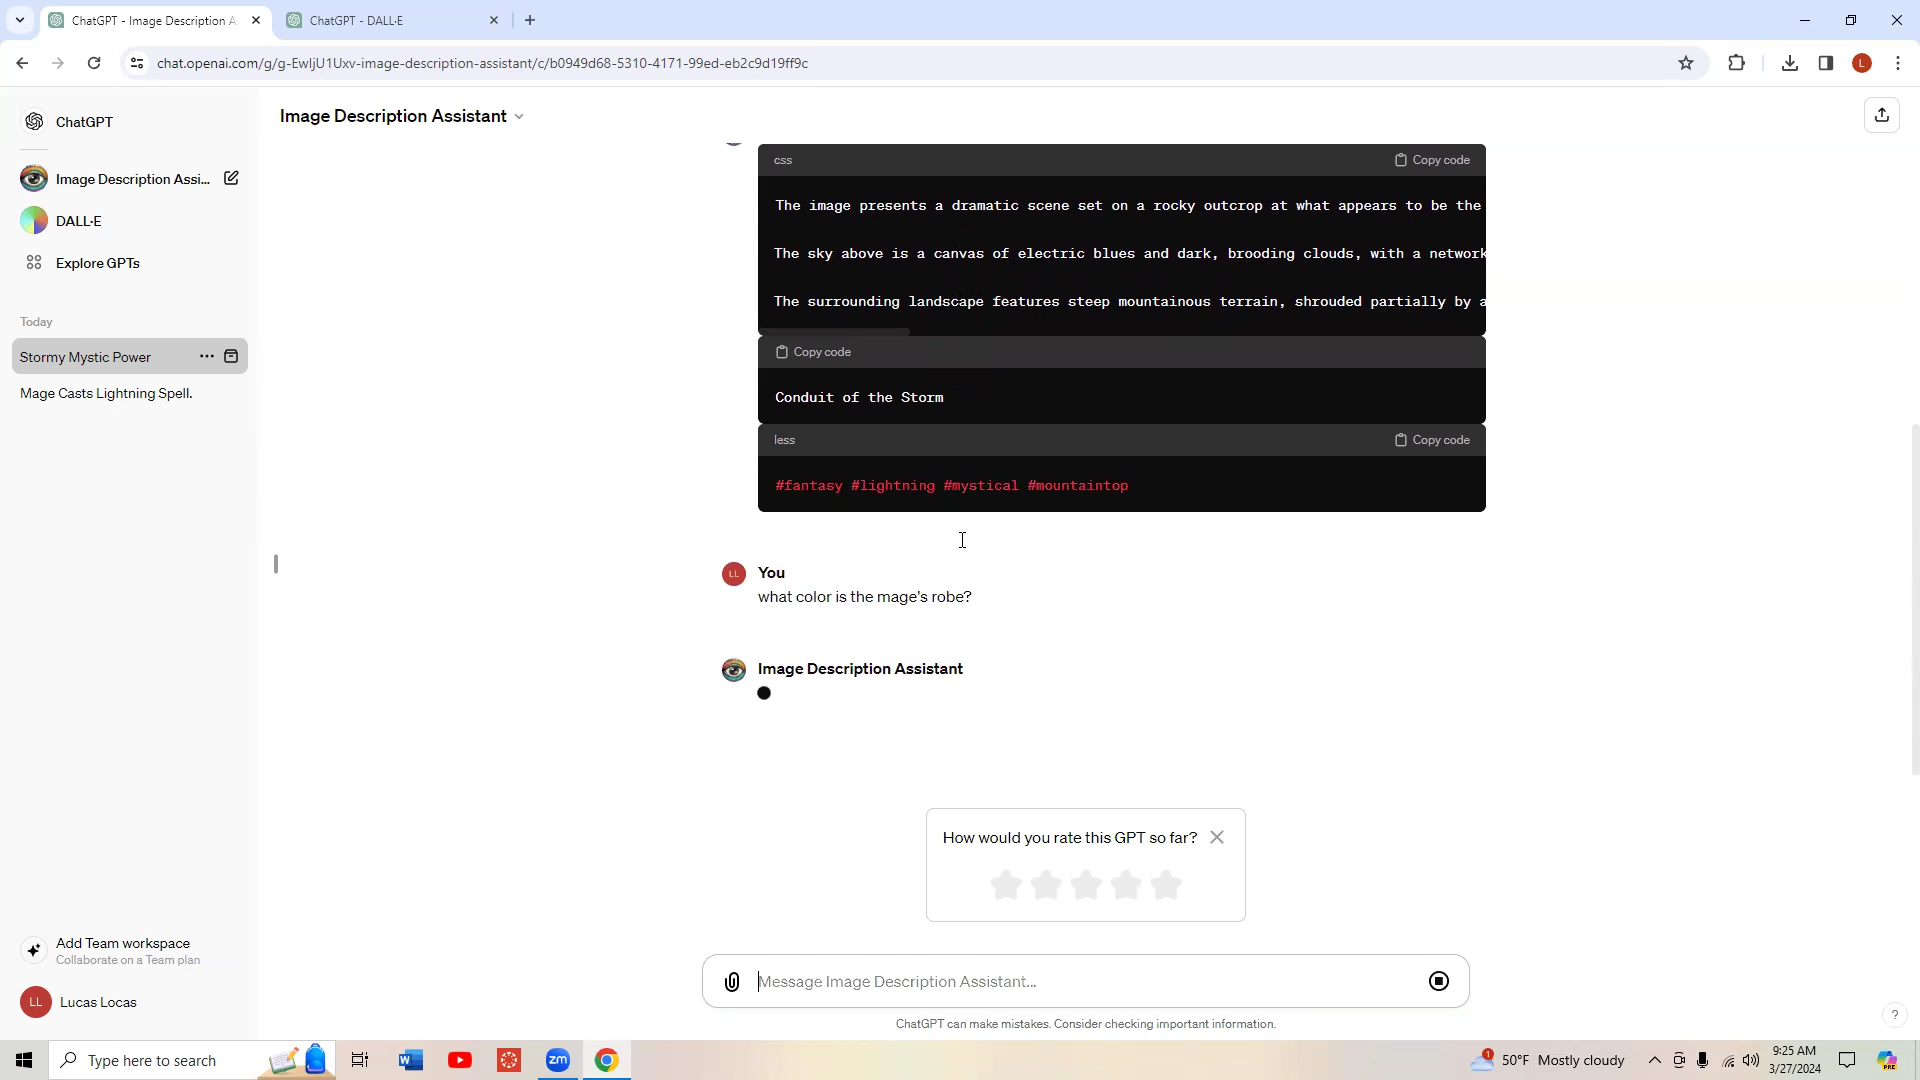 ChatGPT - Image Description A
ChatGPT - DALL·E
chat.openai.com/g/g-EwIjU1Uxv-image-description-assistant/c/b0949d68-5310-4171-99ed-eb2c9d19ff9c
L
ChatGPT
Image Description Assi...
DALL·E
Explore GPTs
Today
Stormy Mystic Power
Mage Casts Lightning Spell.
Add Team workspace
Collaborate on a Team plan
LL Lucas Locas
Image Description Assistant
css Copy code
The image presents a dramatic scene set on a rocky outcrop at what appears to be the
The sky above is a canvas of electric blues and dark, brooding clouds, with a network
The surrounding landscape features steep mountainous terrain, shrouded partially by a
Copy code
Conduit of the Storm
less Copy code
#fantasy #lightning #mystical #mountaintop
LL You
what color is the mage's robe?
Image Description Assistant
How would you rate this GPT so far?
Message Image Description Assistant...
ChatGPT can make mistakes. Consider checking important information.
?
Type here to search
W
zm
1
50°F Mostly cloudy
9:25 AM
3/27/2024
PRE